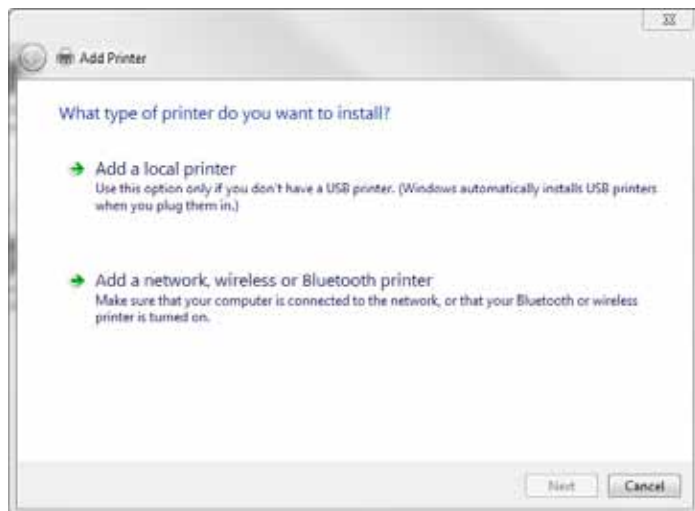 Add Printer
What type of printer do you want to install?
Add a local printer
Use this option only if you don't have a USB printer. (Windows automatically installs USB printers
when you plug them in.)
Add a network, wireless or Bluetooth printer
Make sure that your computer is connected to the network, or that your Bluetooth or wireless
printer is turned on.
Next
Cancel